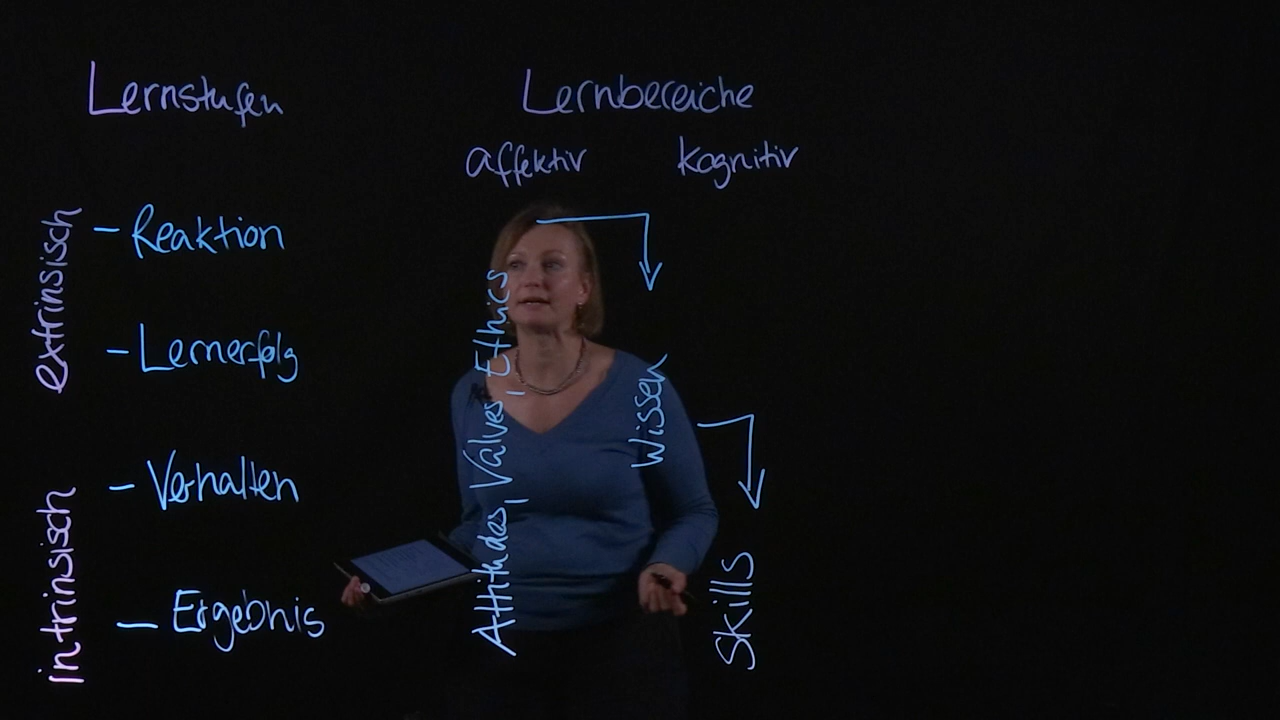 Lernstufen
Lernbereiche
affektiv
kognitiv
extrinsisch
- Reaktion
- Lernerfolg
intrinsisch
- Verhalten
- Ergebnis
Attitudes, Values, Ethics
Wissen
Skills